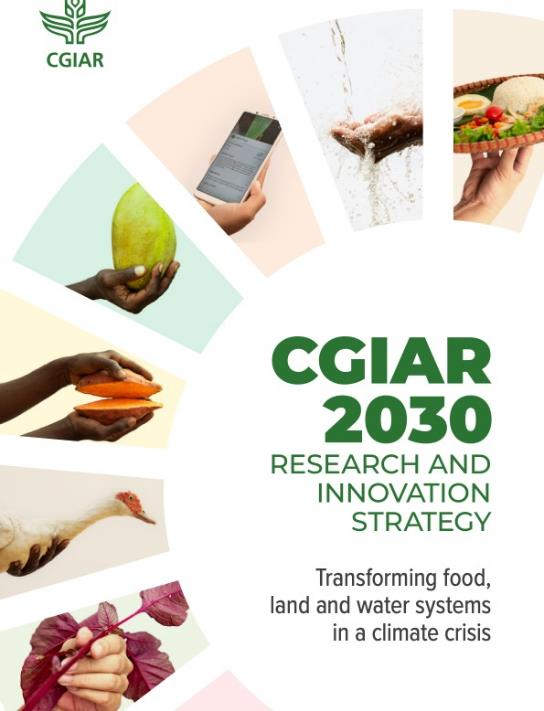 CGIAR
CGIAR
2030
RESEARCH AND
INNOVATION
STRATEGY
Transforming food,
land and water systems
in a climate crisis